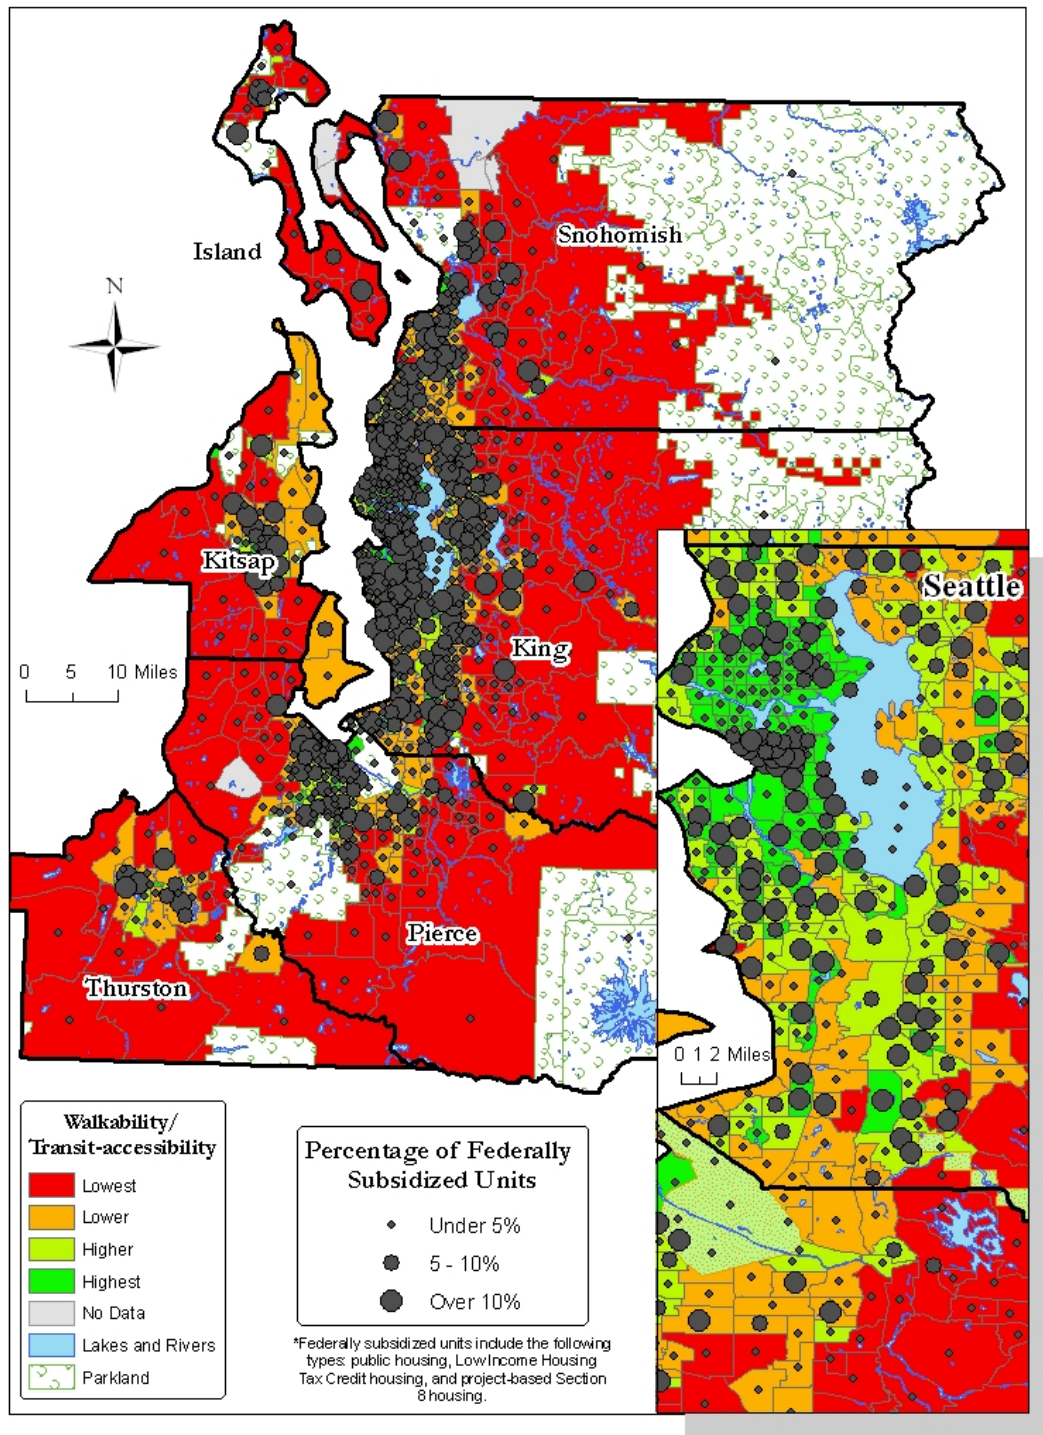 Island
Snohomish
N
Kitsap
0 5 10 Miles
King
Seattle
Pierce
Thurston
0 1 2 Miles
Walkability/
Transit-accessibility
Lowest
Lower
Higher
Highest
No Data
Lakes and Rivers
Parkland
Percentage of Federally
Subsidized Units
Under 5%
5 - 10%
Over 10%
*Federally subsidized units include the following
types: public housing, Low Income Housing
Tax Credit housing, and project-based Section
8 housing.